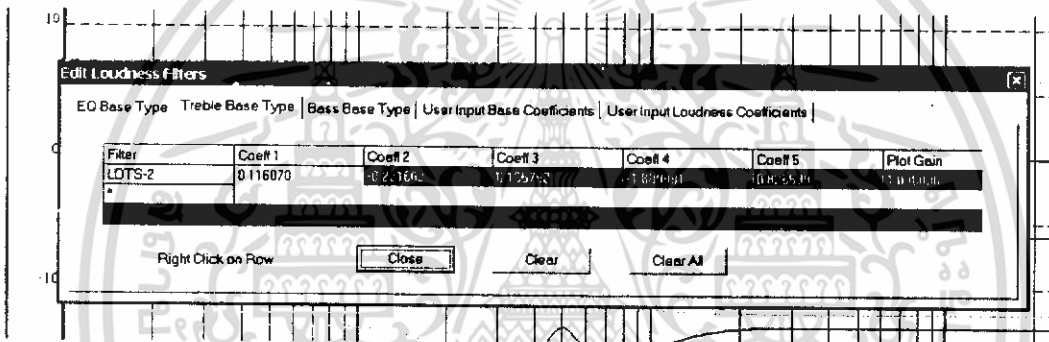 10
Edit Loudness Filters
EQ Base Type Treble Base Type Bass Base Type User Input Base Coefficients User Input Loudness Coefficients
0
Filter Coeff 1 Coeff 2 Coeff 3 Coeff 4 Coeff 5 Plot Gain
LOTS-2 0.116070
*
Right Click on Row Close Clear Clear All
-10